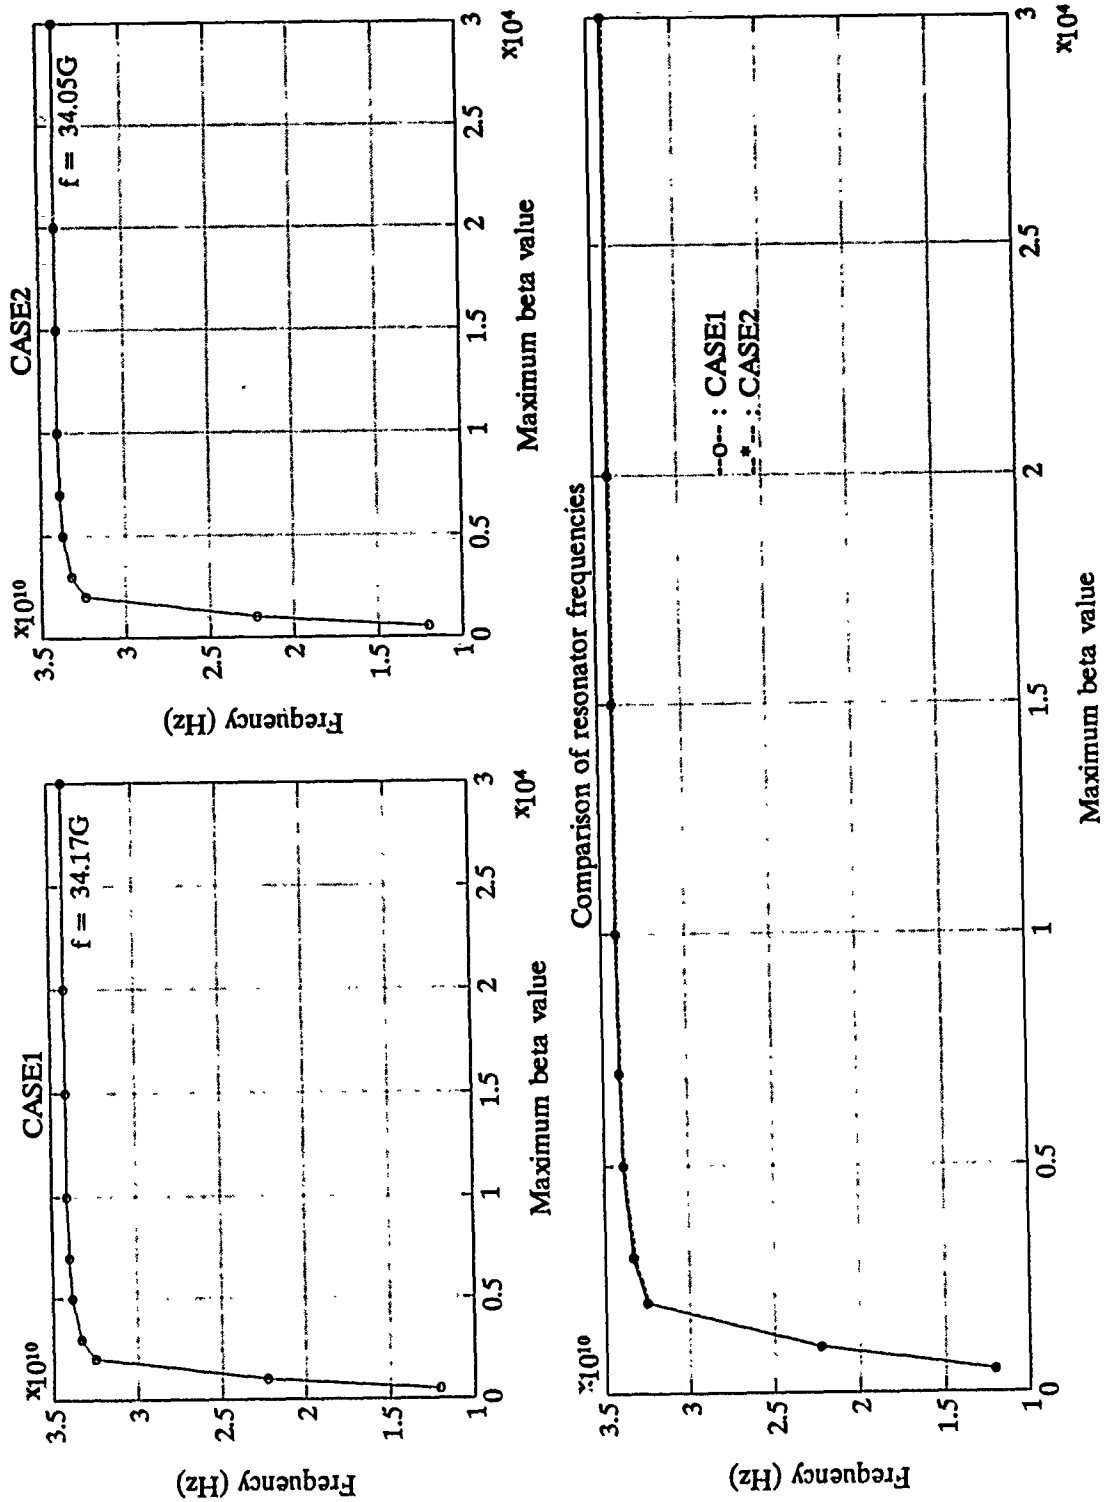 CASE1
x10¹⁰
3.5
3
2.5
2
1.5
1
Frequency (Hz)
f = 34.17G
0
0.5
1
1.5
2
2.5
3
x10⁴
Maximum beta value
CASE2
x10¹⁰
3.5
3
2.5
2
1.5
1
Frequency (Hz)
f = 34.05G
0
0.5
1
1.5
2
2.5
3
x10⁴
Maximum beta value
Comparison of resonator frequencies
x10¹⁰
3.5
3
2.5
2
1.5
1
Frequency (Hz)
--o-- : CASE1
--*-- : CASE2
0
0.5
1
1.5
2
2.5
3
x10⁴
Maximum beta value